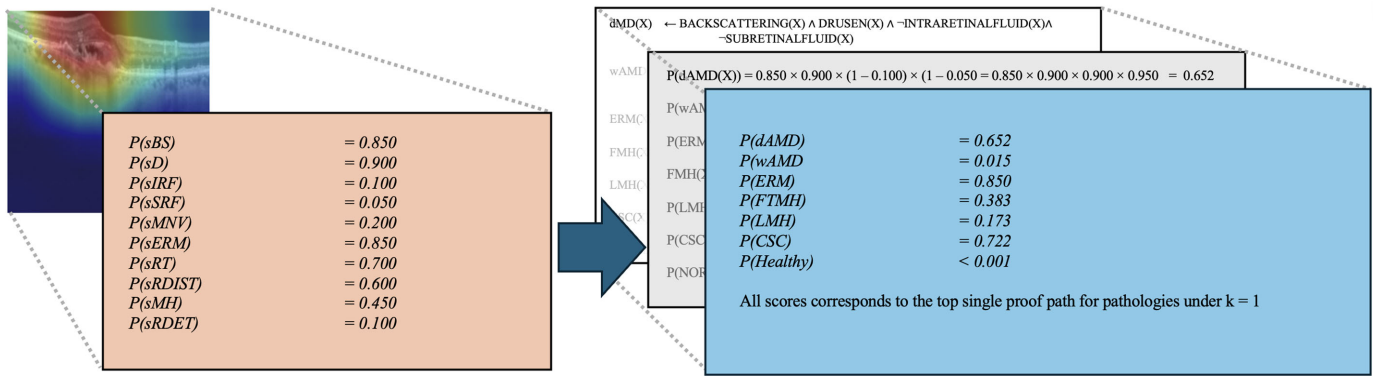 P(sBS) = 0.850
P(sD) = 0.900
P(sIRF) = 0.100
P(sSRF) = 0.050
P(sMNV) = 0.200
P(sERM) = 0.850
P(sRT) = 0.700
P(sRDIST) = 0.600
P(sMH) = 0.450
P(sRDET) = 0.100
dMD(X) ← BACKSCATTERING(X) ∧ DRUSEN(X) ∧ ¬INTRARETINALFLUID(X)∧
¬SUBRETINALFLUID(X)
wAMI
ERM(
FMH(
LMH(
SC(X
P(dAMD(X)) = 0.850 × 0.900 × (1 – 0.100) × (1 – 0.050 = 0.850 × 0.900 × 0.900 × 0.950 = 0.652
P(wAM
P(ERM
FMH(X
P(LMH
P(CSC
P(NOR
P(dAMD) = 0.652
P(wAMD = 0.015
P(ERM) = 0.850
P(FTMH) = 0.383
P(LMH) = 0.173
P(CSC) = 0.722
P(Healthy) < 0.001
All scores corresponds to the top single proof path for pathologies under k = 1